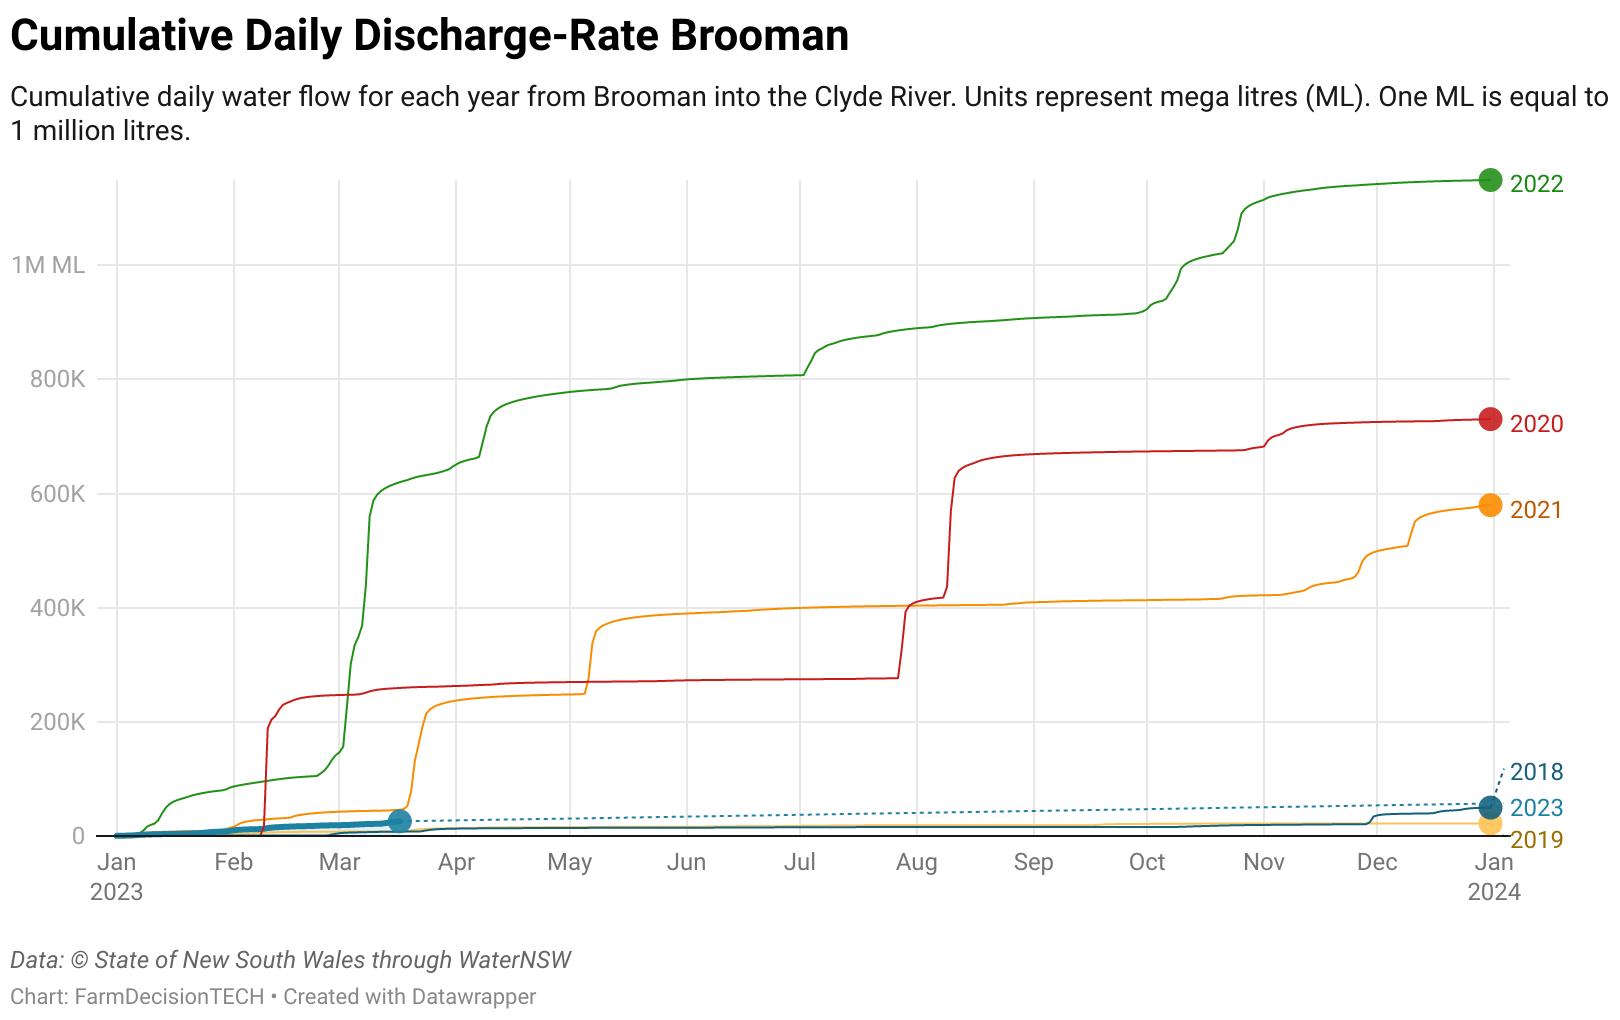 Cumulative Daily Discharge-Rate Brooman
Cumulative daily water flow for each year from Brooman into the Clyde River. Units represent mega litres (ML). One ML is equal to
1 million litres.
2022
1M ML
800K
2020
600K
2021
400K
200K
2018
2023
0
2019
Jan Feb Mar Apr May Jun Jul Aug Sep Oct Nov Dec Jan
2023 2024
Data: © State of New South Wales through WaterNSW
Chart: FarmDecisionTECH • Created with Datawrapper